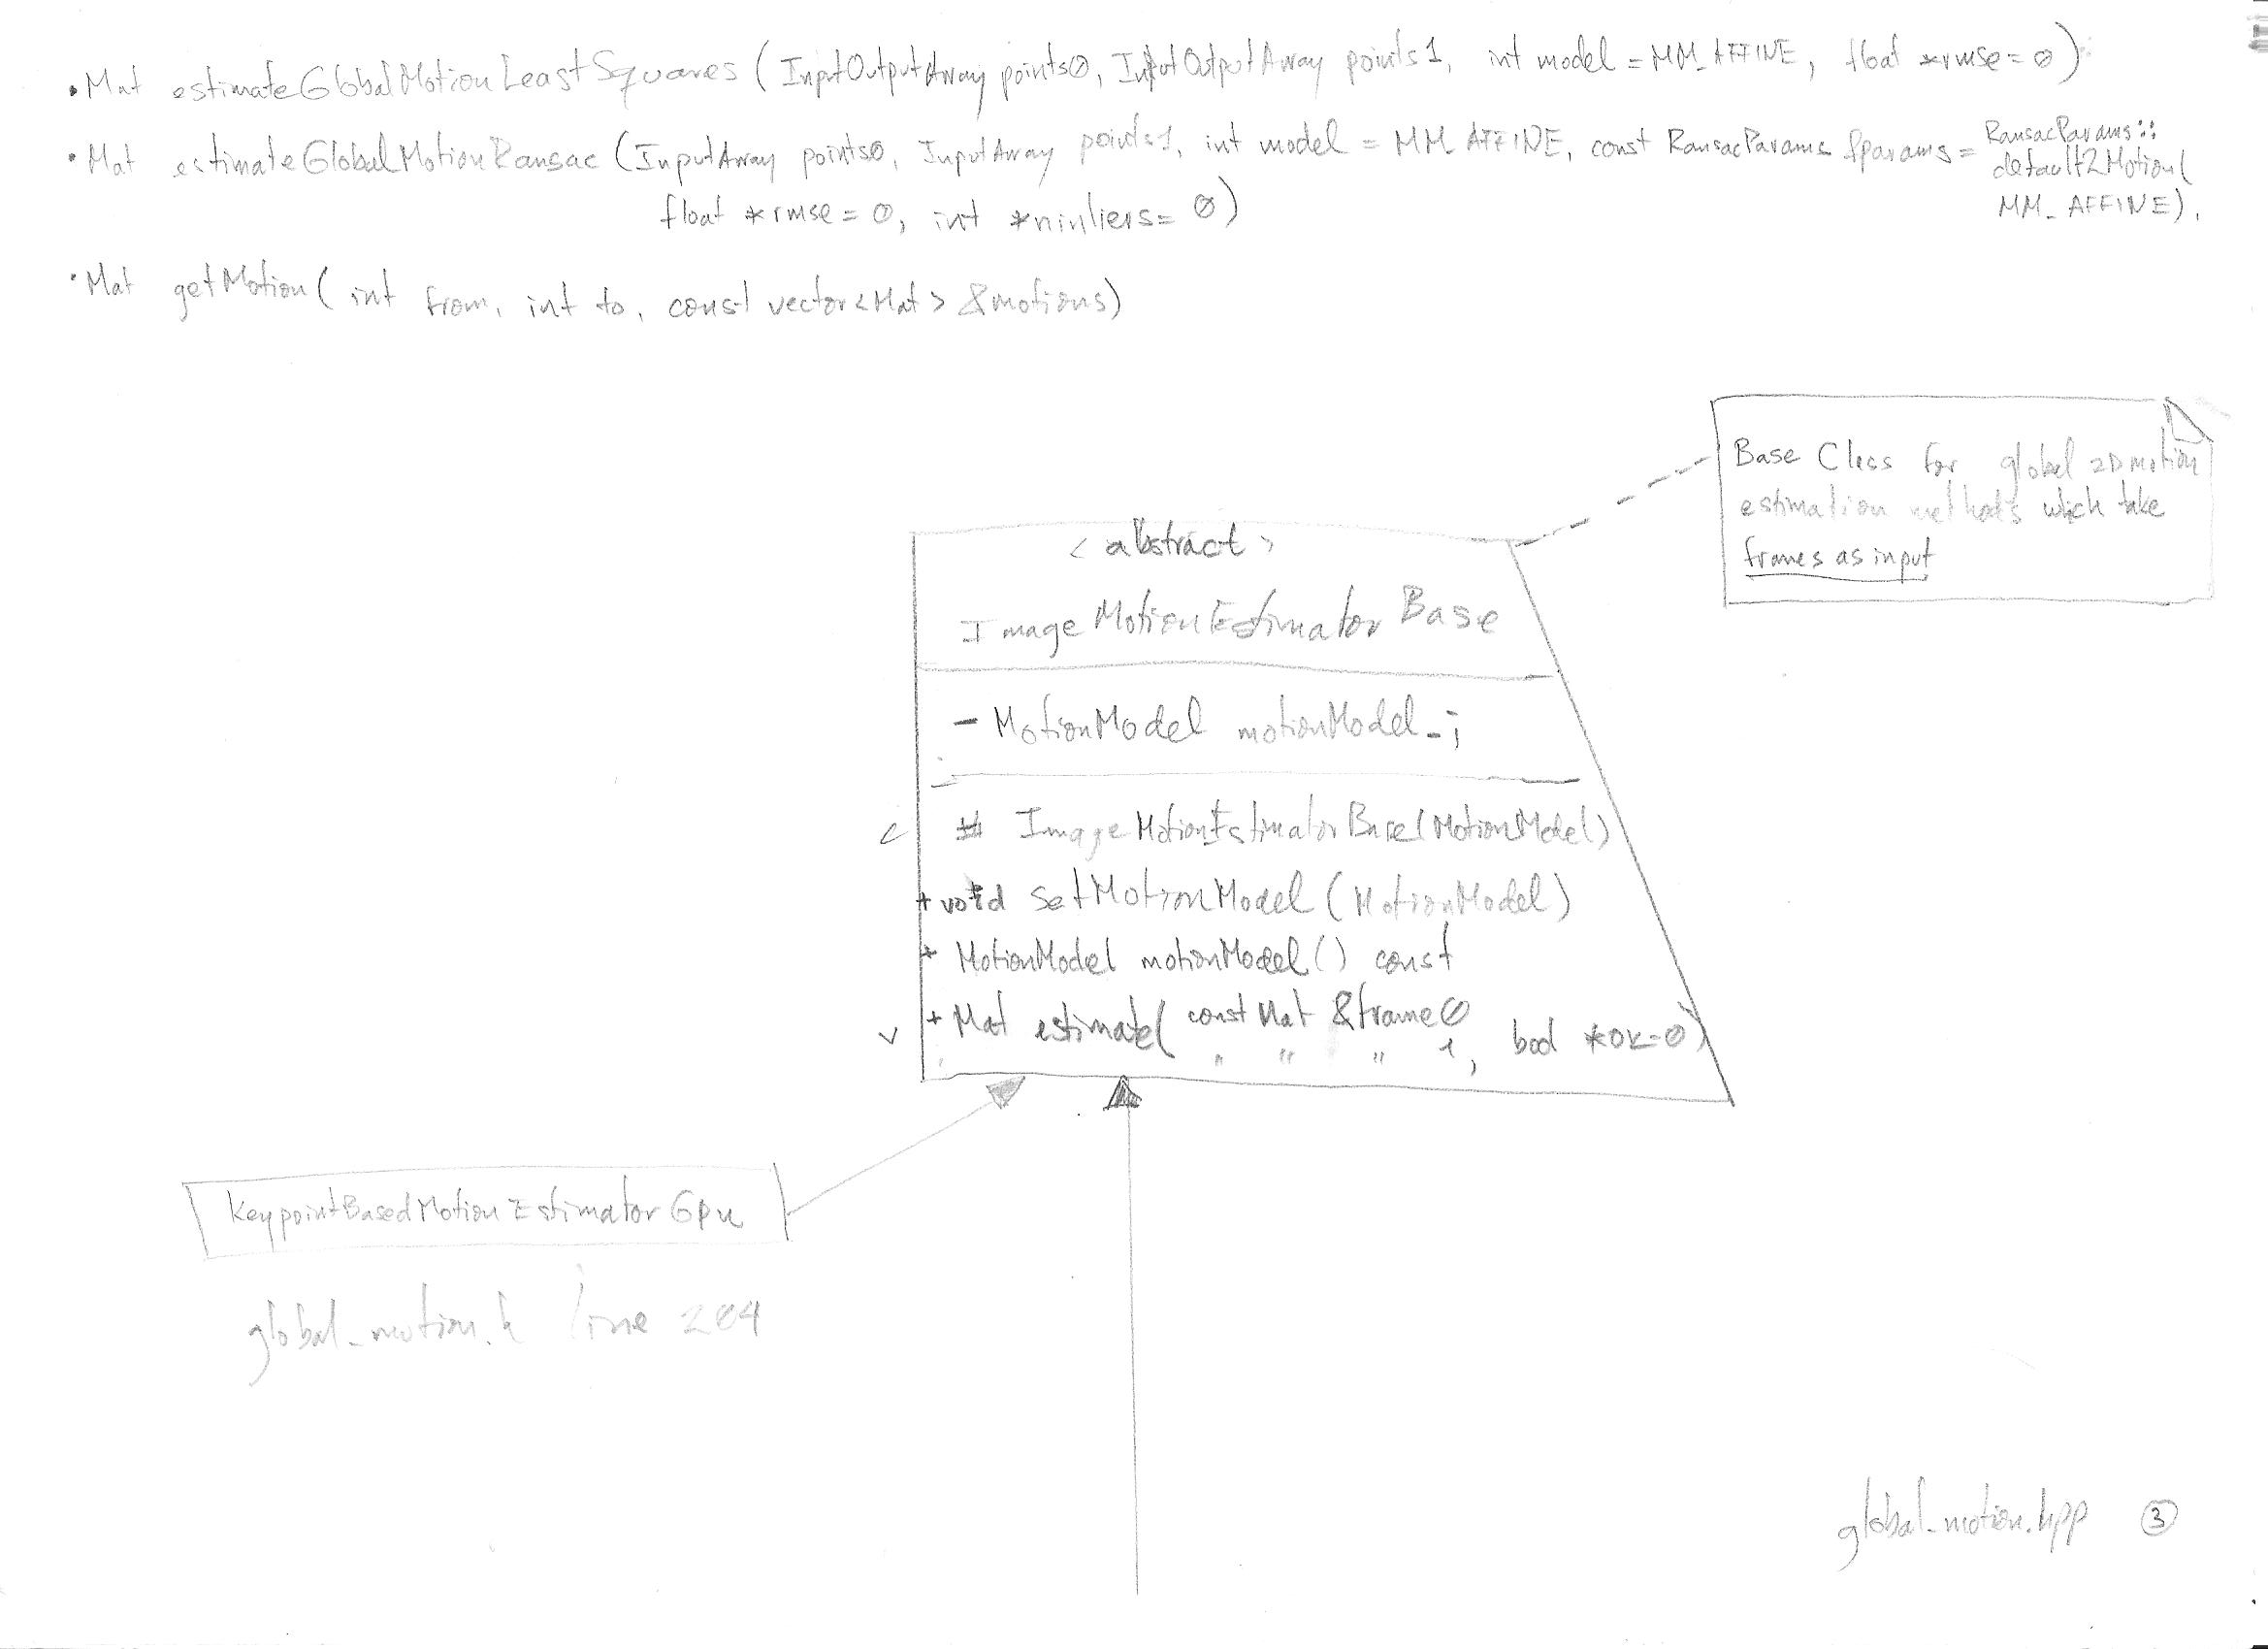 • Mat estimateGlobalMotionLeastSquares (InputOutputArray points0, InputOutputArray points1, int model = MM_AFFINE, float *rmse = 0)
• Mat estimateGlobalMotionRansac (InputArray points0, InputArray points1, int model = MM_AFFINE, const RansacParams &params = RansacParams::
default2Motion(
MM_AFFINE),
float *rmse = 0, int *ninliers = 0)
• Mat getMotion( int from, int to, const vector<Mat> &motions)
Base Class for global 2D motion
estimation methods which take
frames as input
< abstract >
ImageMotionEstimatorBase
- MotionModel motionModel_;
c # ImageMotionEstimatorBase(MotionModel)
+ void setMotionModel (MotionModel)
+ MotionModel motionModel() const
v + Mat estimate( const Mat &frame0
" " " 1, bool *ok=0)
KeypointBasedMotionEstimatorGpu
global_motion.h line 204
global_motion.hpp 3